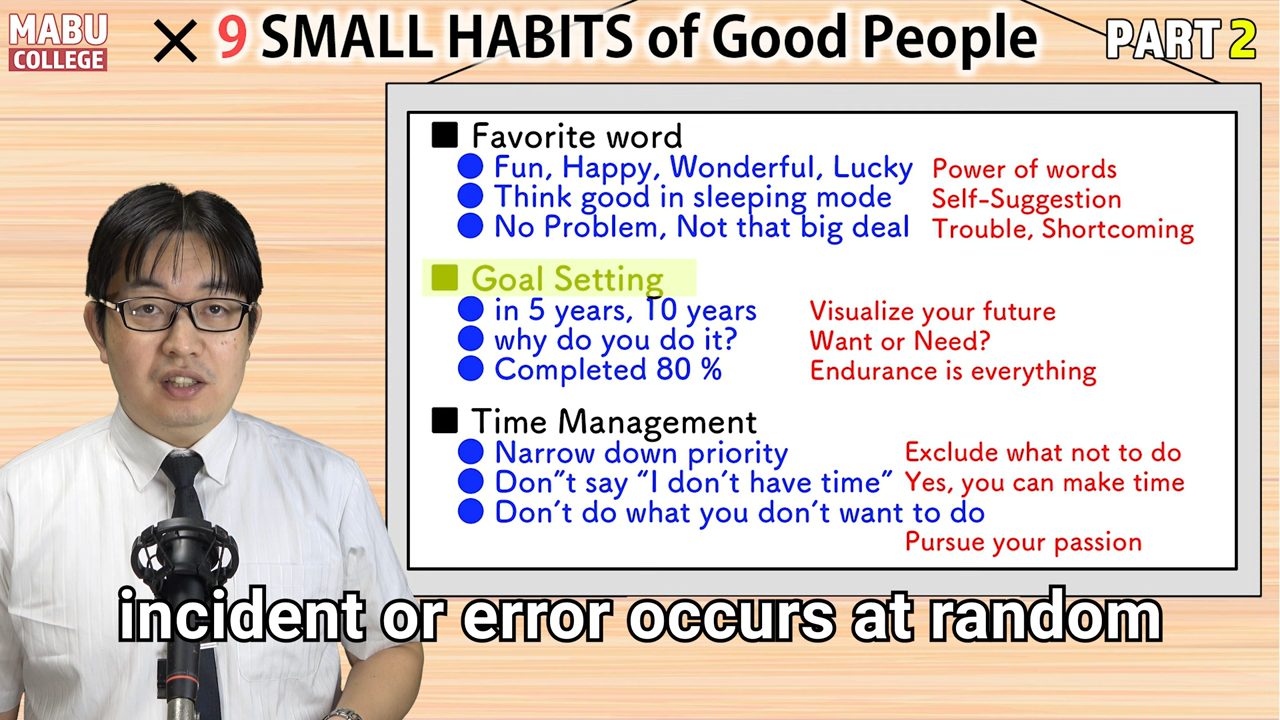 MABU
COLLEGE
× 9 SMALL HABITS of Good People
PART 2
■ Favorite word
● Fun, Happy, Wonderful, Lucky Power of words
● Think good in sleeping mode Self-Suggestion
● No Problem, Not that big deal Trouble, Shortcoming
■ Goal Setting
● in 5 years, 10 years Visualize your future
● why do you do it? Want or Need?
● Completed 80 % Endurance is everything
■ Time Management
● Narrow down priority Exclude what not to do
● Don”t say “I don't have time” Yes, you can make time
● Don't do what you don't want to do
Pursue your passion
incident or error occurs at random